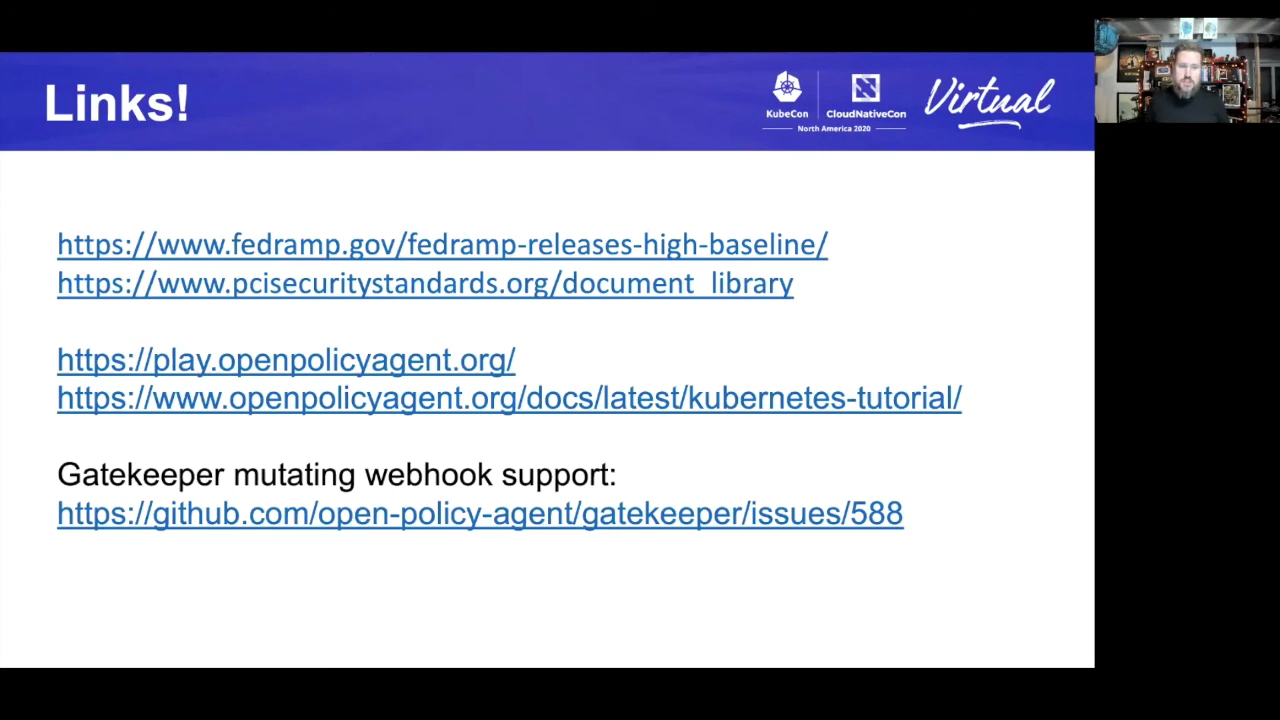 Links!
KubeCon
CloudNativeCon
North America 2020
Virtual
https://www.fedramp.gov/fedramp-releases-high-baseline/
https://www.pcisecuritystandards.org/document_library
https://play.openpolicyagent.org/
https://www.openpolicyagent.org/docs/latest/kubernetes-tutorial/
Gatekeeper mutating webhook support:
https://github.com/open-policy-agent/gatekeeper/issues/588